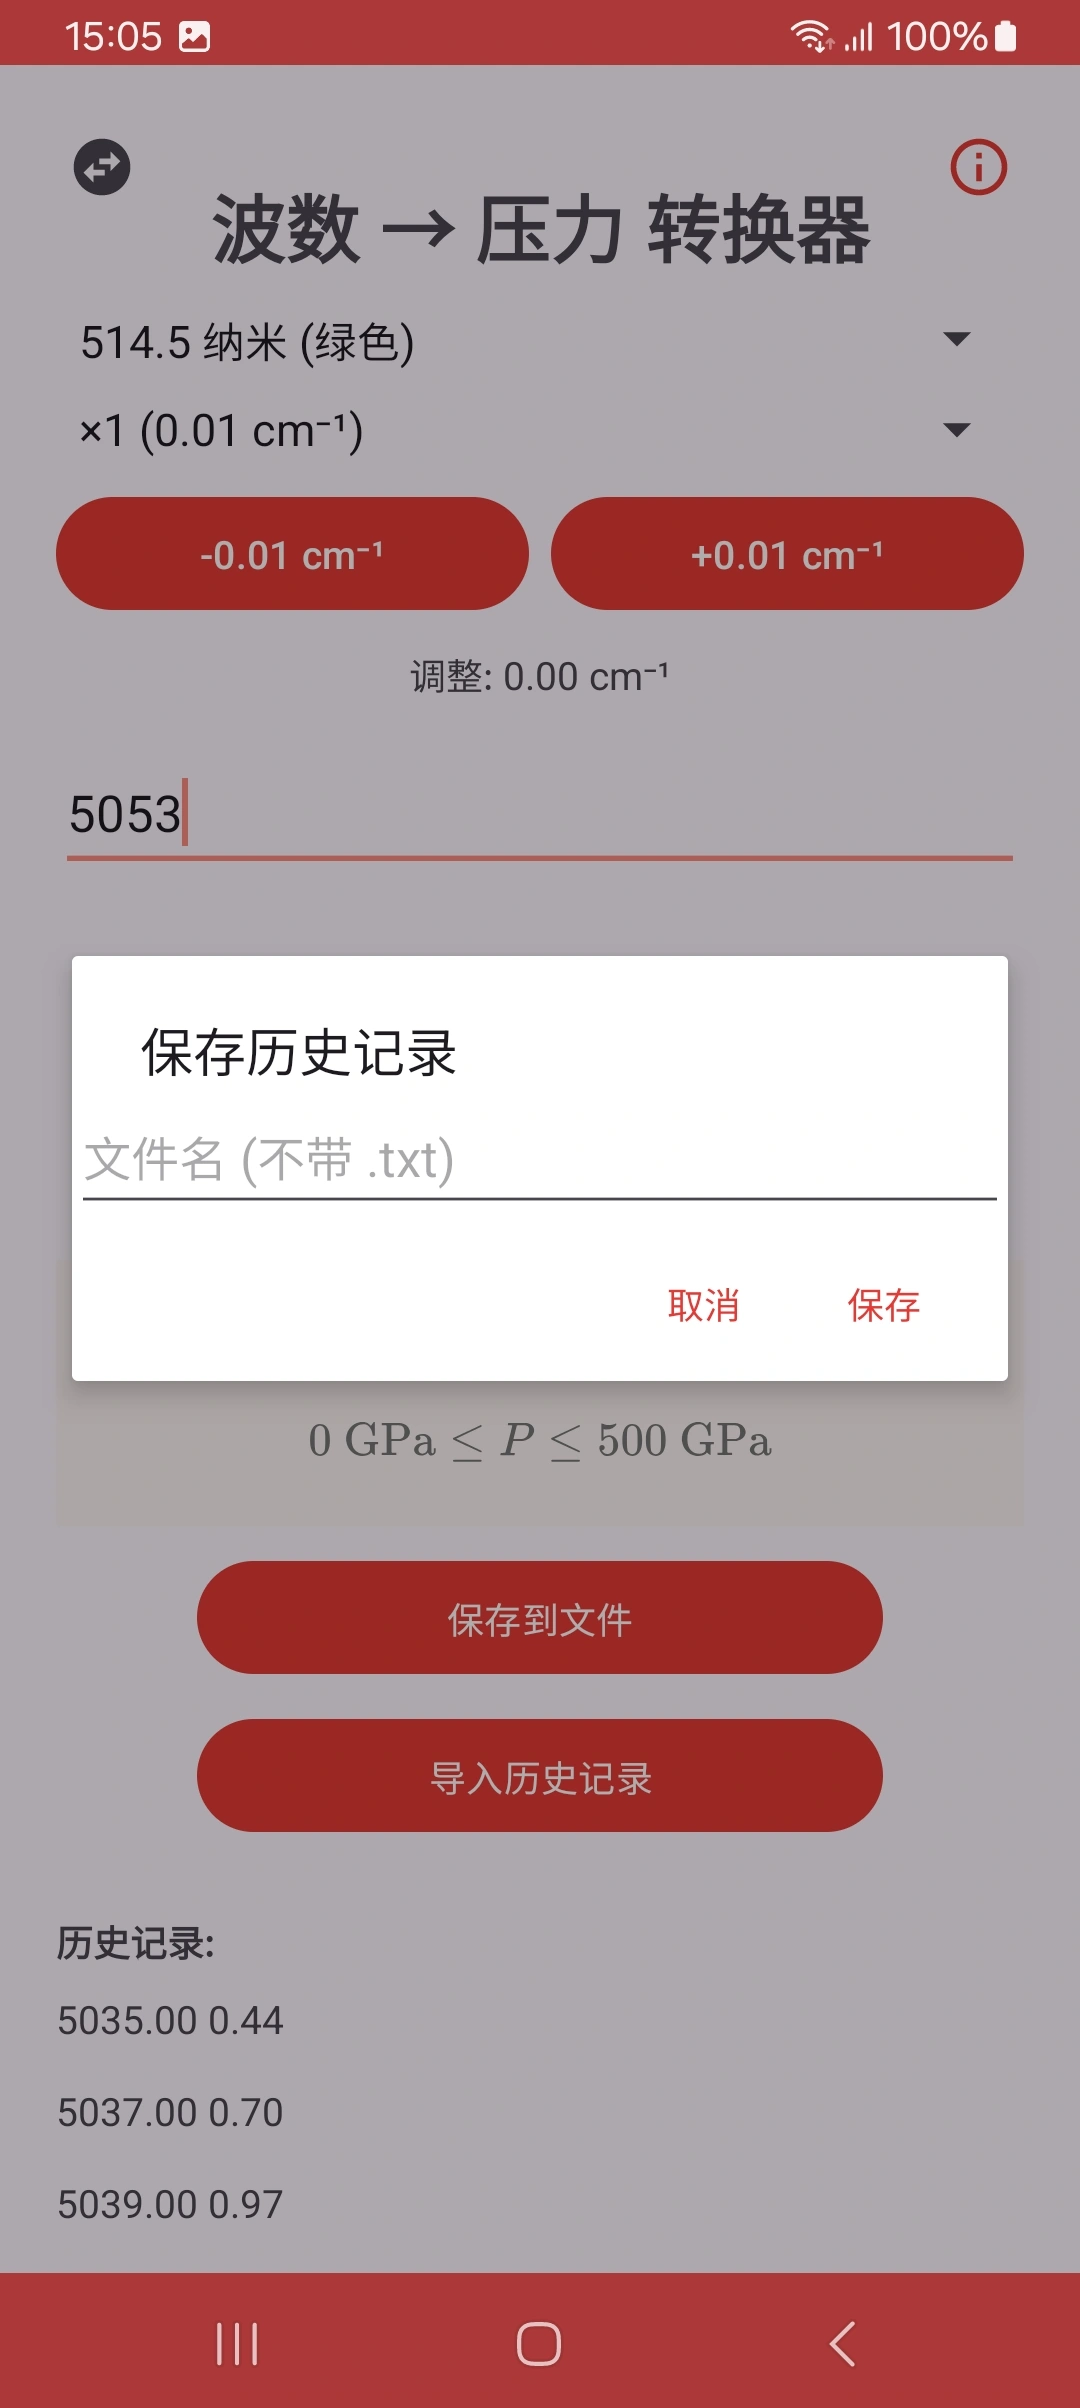 15:05 100%
波数 → 压力 转换器
514.5 纳米 (绿色)
×1 (0.01 cm⁻¹)
-0.01 cm⁻¹ +0.01 cm⁻¹
调整: 0.00 cm⁻¹
5053
保存历史记录
文件名 (不带 .txt)
取消 保存
0 GPa ≤ P ≤ 500 GPa
保存到文件
导入历史记录
历史记录:
5035.00 0.44
5037.00 0.70
5039.00 0.97